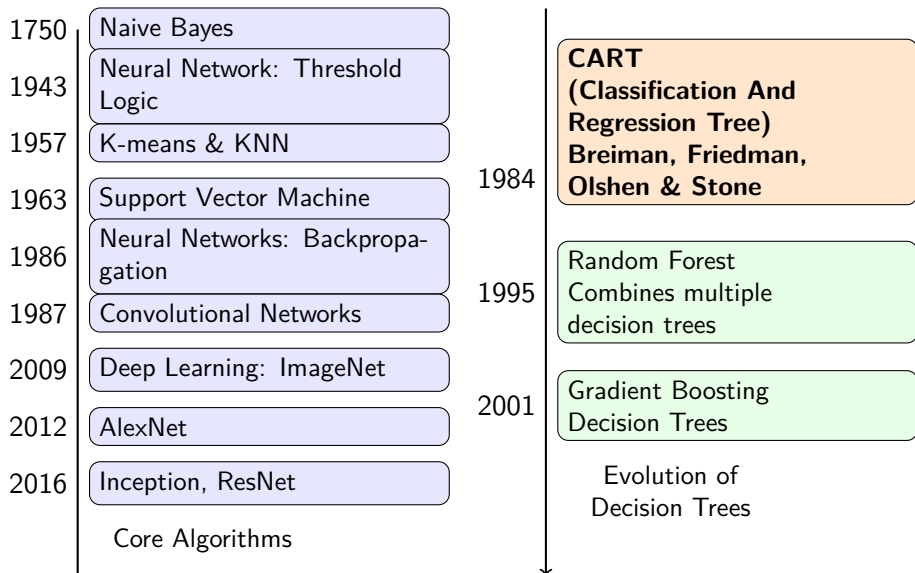 1750
Naive Bayes
1943
Neural Network: Threshold
Logic
1957
K-means & KNN
1963
Support Vector Machine
1986
Neural Networks: Backpropa-
gation
1987
Convolutional Networks
2009
Deep Learning: ImageNet
2012
AlexNet
2016
Inception, ResNet
Core Algorithms
1984
CART
(Classification And
Regression Tree)
Breiman, Friedman,
Olshen & Stone
1995
Random Forest
Combines multiple
decision trees
2001
Gradient Boosting
Decision Trees
Evolution of
Decision Trees